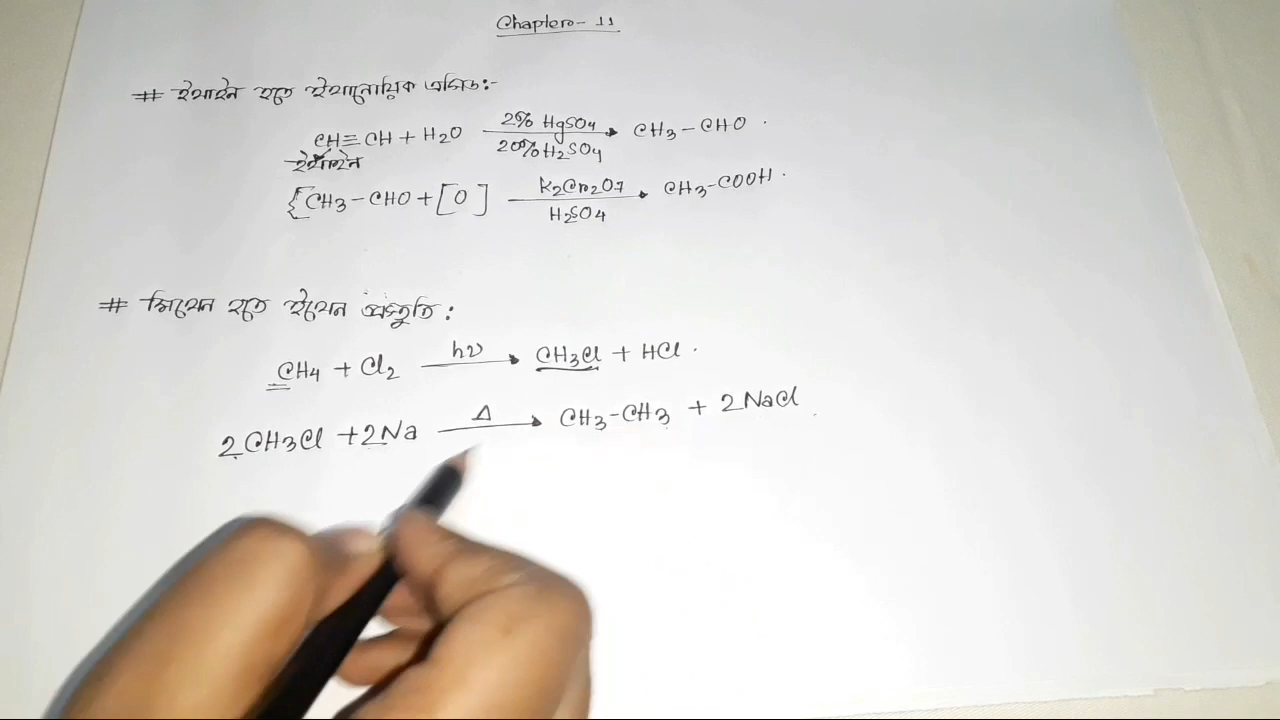 Chapter- 11
# ইথাইন হতে ইথানোয়িক এসিড:-
CH≡CH + H2O 2% HgSO4 20% H2SO4 → CH3-CHO.
ইথাইন
{CH3-CHO + [O] K2Cr2O7 H2SO4 → CH3-COOH.
# মিথেন হতে ইথেন প্রস্তুতি:
CH4 + Cl2 hν → CH3Cl + HCl.
2CH3Cl + 2Na Δ → CH3-CH3 + 2NaCl